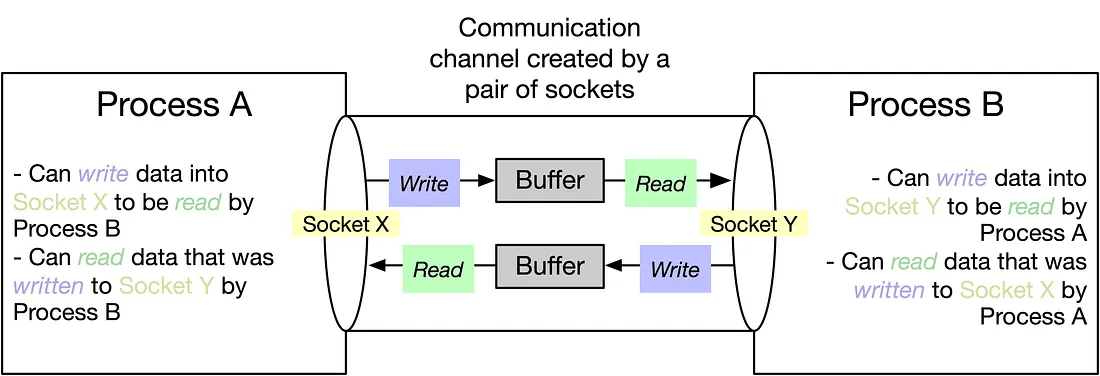 Communication
channel created by a
pair of sockets
Process A
- Can write data into
Socket X to be read by
Process B
- Can read data that was
written to Socket Y by
Process B
Socket X
Write
Buffer
Read
Read
Buffer
Write
Socket Y
Process B
- Can write data into
Socket Y to be read by
Process A
- Can read data that was
written to Socket X by
Process A